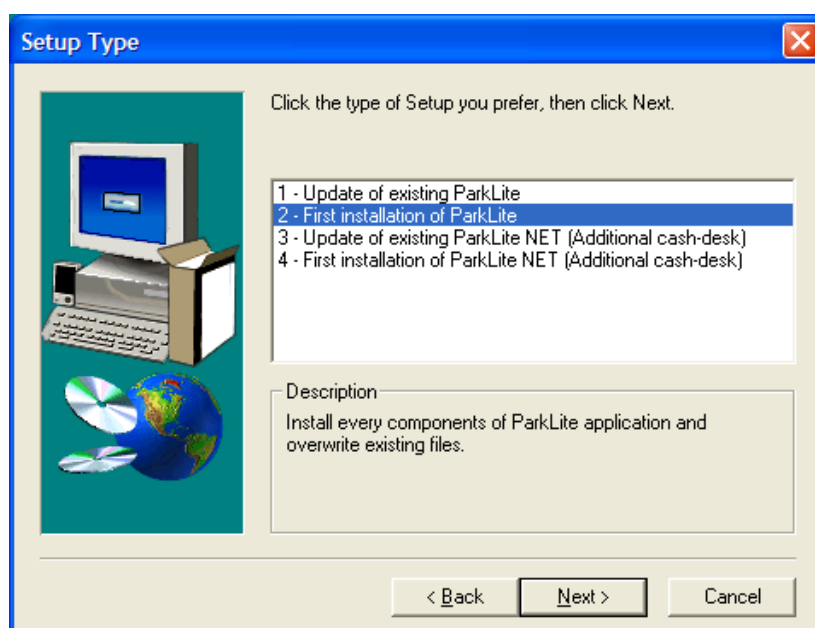 Setup Type
Click the type of Setup you prefer, then click Next.
1 - Update of existing ParkLite
2 - First installation of ParkLite
3 - Update of existing ParkLite NET (Additional cash-desk)
4 - First installation of ParkLite NET (Additional cash-desk)
Description
Install every components of ParkLite application and
overwrite existing files.
< Back
Next >
Cancel